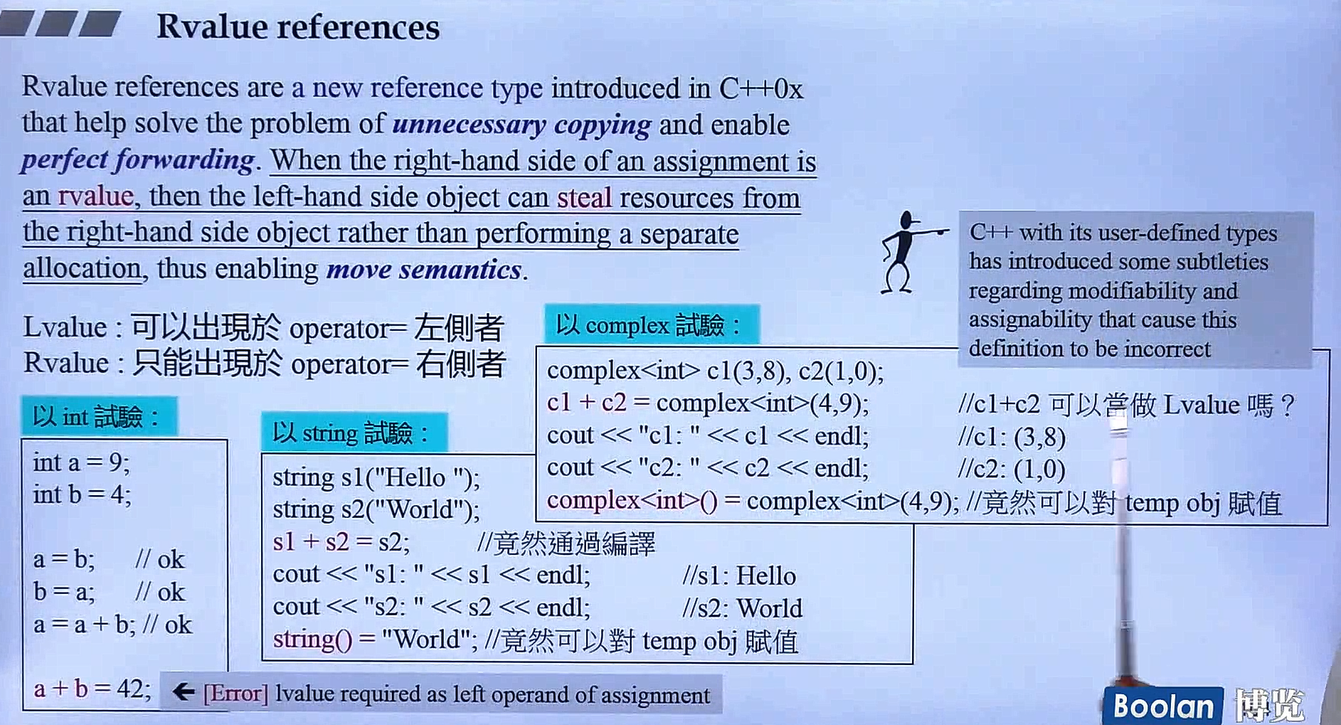 Rvalue references
Rvalue references are a new reference type introduced in C++0x
that help solve the problem of unnecessary copying and enable
perfect forwarding. When the right-hand side of an assignment is
an rvalue, then the left-hand side object can steal resources from
the right-hand side object rather than performing a separate
allocation, thus enabling move semantics.
C++ with its user-defined types
has introduced some subtleties
regarding modifiability and
assignability that cause this
definition to be incorrect
Lvalue : 可以出現於 operator= 左側者
Rvalue : 只能出現於 operator= 右側者
以 int 試驗：
int a = 9;
int b = 4;
a = b; // ok
b = a; // ok
a = a + b; // ok
a + b = 42; 🡰 [Error] lvalue required as left operand of assignment
以 string 試驗：
string s1("Hello ");
string s2("World");
s1 + s2 = s2; //竟然通過編譯
cout << "s1: " << s1 << endl; //s1: Hello
cout << "s2: " << s2 << endl; //s2: World
string() = "World"; //竟然可以對 temp obj 賦值
以 complex 試驗：
complex<int> c1(3,8), c2(1,0);
c1 + c2 = complex<int>(4,9); //c1+c2 可以當做 Lvalue 嗎？
cout << "c1: " << c1 << endl; //c1: (3,8)
cout << "c2: " << c2 << endl; //c2: (1,0)
complex<int>() = complex<int>(4,9); //竟然可以對 temp obj 賦值
Boolan 博览